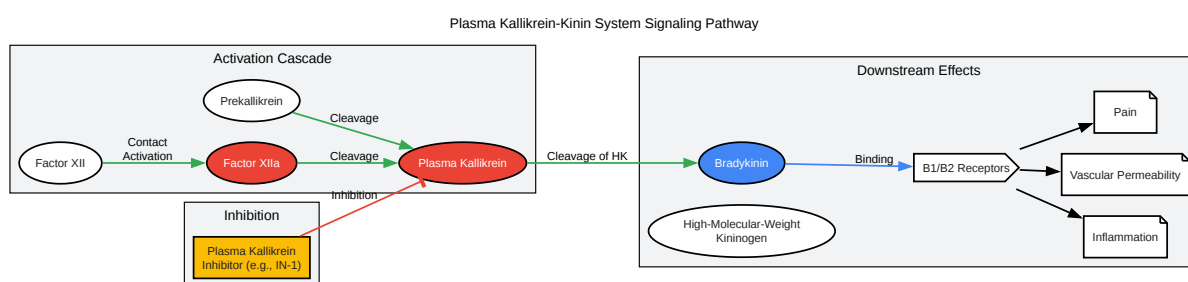 Plasma Kallikrein-Kinin System Signaling Pathway
Activation Cascade
Prekallikrein
Cleavage
Factor XII
Contact
Activation
Factor XIIa
Cleavage
Plasma Kallikrein
Inhibition
Inhibition
Plasma Kallikrein
Inhibitor (e.g., IN-1)
Cleavage of HK
Downstream Effects
Bradykinin
Binding
B1/B2 Receptors
High-Molecular-Weight
Kininogen
Pain
Vascular Permeability
Inflammation